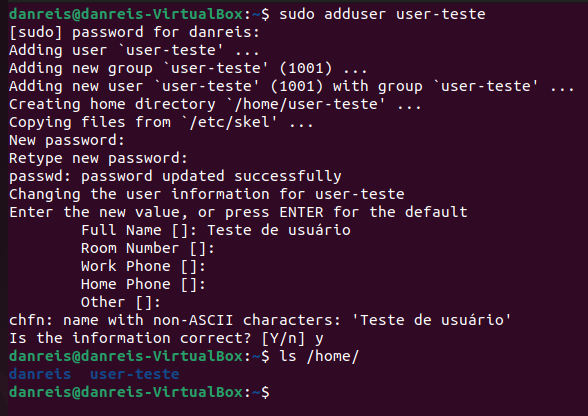 danreis@danreis-VirtualBox:~$ sudo adduser user-teste
[sudo] password for danreis:
Adding user `user-teste' ...
Adding new group `user-teste' (1001) ...
Adding new user `user-teste' (1001) with group `user-teste' ...
Creating home directory `/home/user-teste' ...
Copying files from `/etc/skel' ...
New password:
Retype new password:
passwd: password updated successfully
Changing the user information for user-teste
Enter the new value, or press ENTER for the default
        Full Name []: Teste de usuário
        Room Number []:
        Work Phone []:
        Home Phone []:
        Other []:
chfn: name with non-ASCII characters: 'Teste de usuário'
Is the information correct? [Y/n] y
danreis@danreis-VirtualBox:~$ ls /home/
danreis  user-teste
danreis@danreis-VirtualBox:~$